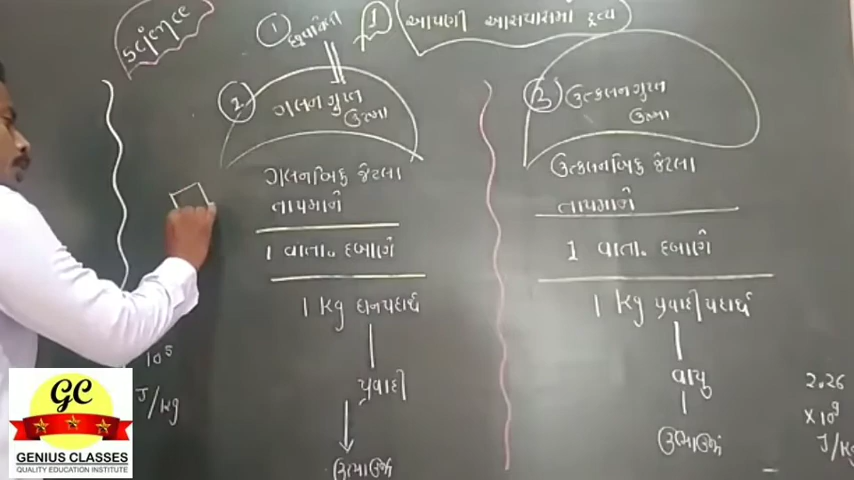 ① છુપાયેલી
1 આપણી આસપાસમાં દ્રવ્ય
② ગલન ગુપ્ત
ઉષ્મા
ગલનબિંદુ જેટલા
તાપમાને
1 વાતા. દબાણે
1 kg ઘનપદાર્થ
પ્રવાહી
ઉષ્માઊર્જા
③ ઉત્કલન ગુપ્ત
ઉષ્મા
ઉત્કલનબિંદુ જેટલા
તાપમાને
1 વાતા. દબાણે
1 kg પ્રવાહી પદાર્થ
વાયુ
ઉષ્માઊર્જા
10⁵
J/kg
2.26
J/kg
GC
GENIUS CLASSES
QUALITY EDUCATION INSTITUTE